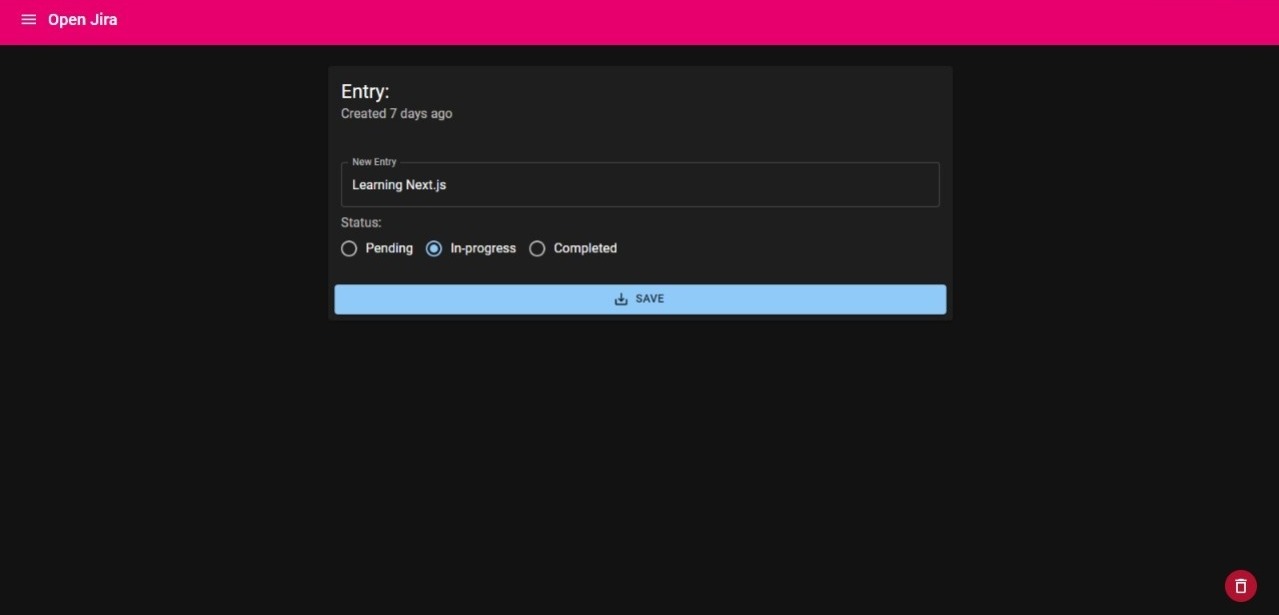 Open Jira
Entry:
Created 7 days ago
New Entry
Learning Next.js
Status:
Pending In-progress Completed
SAVE